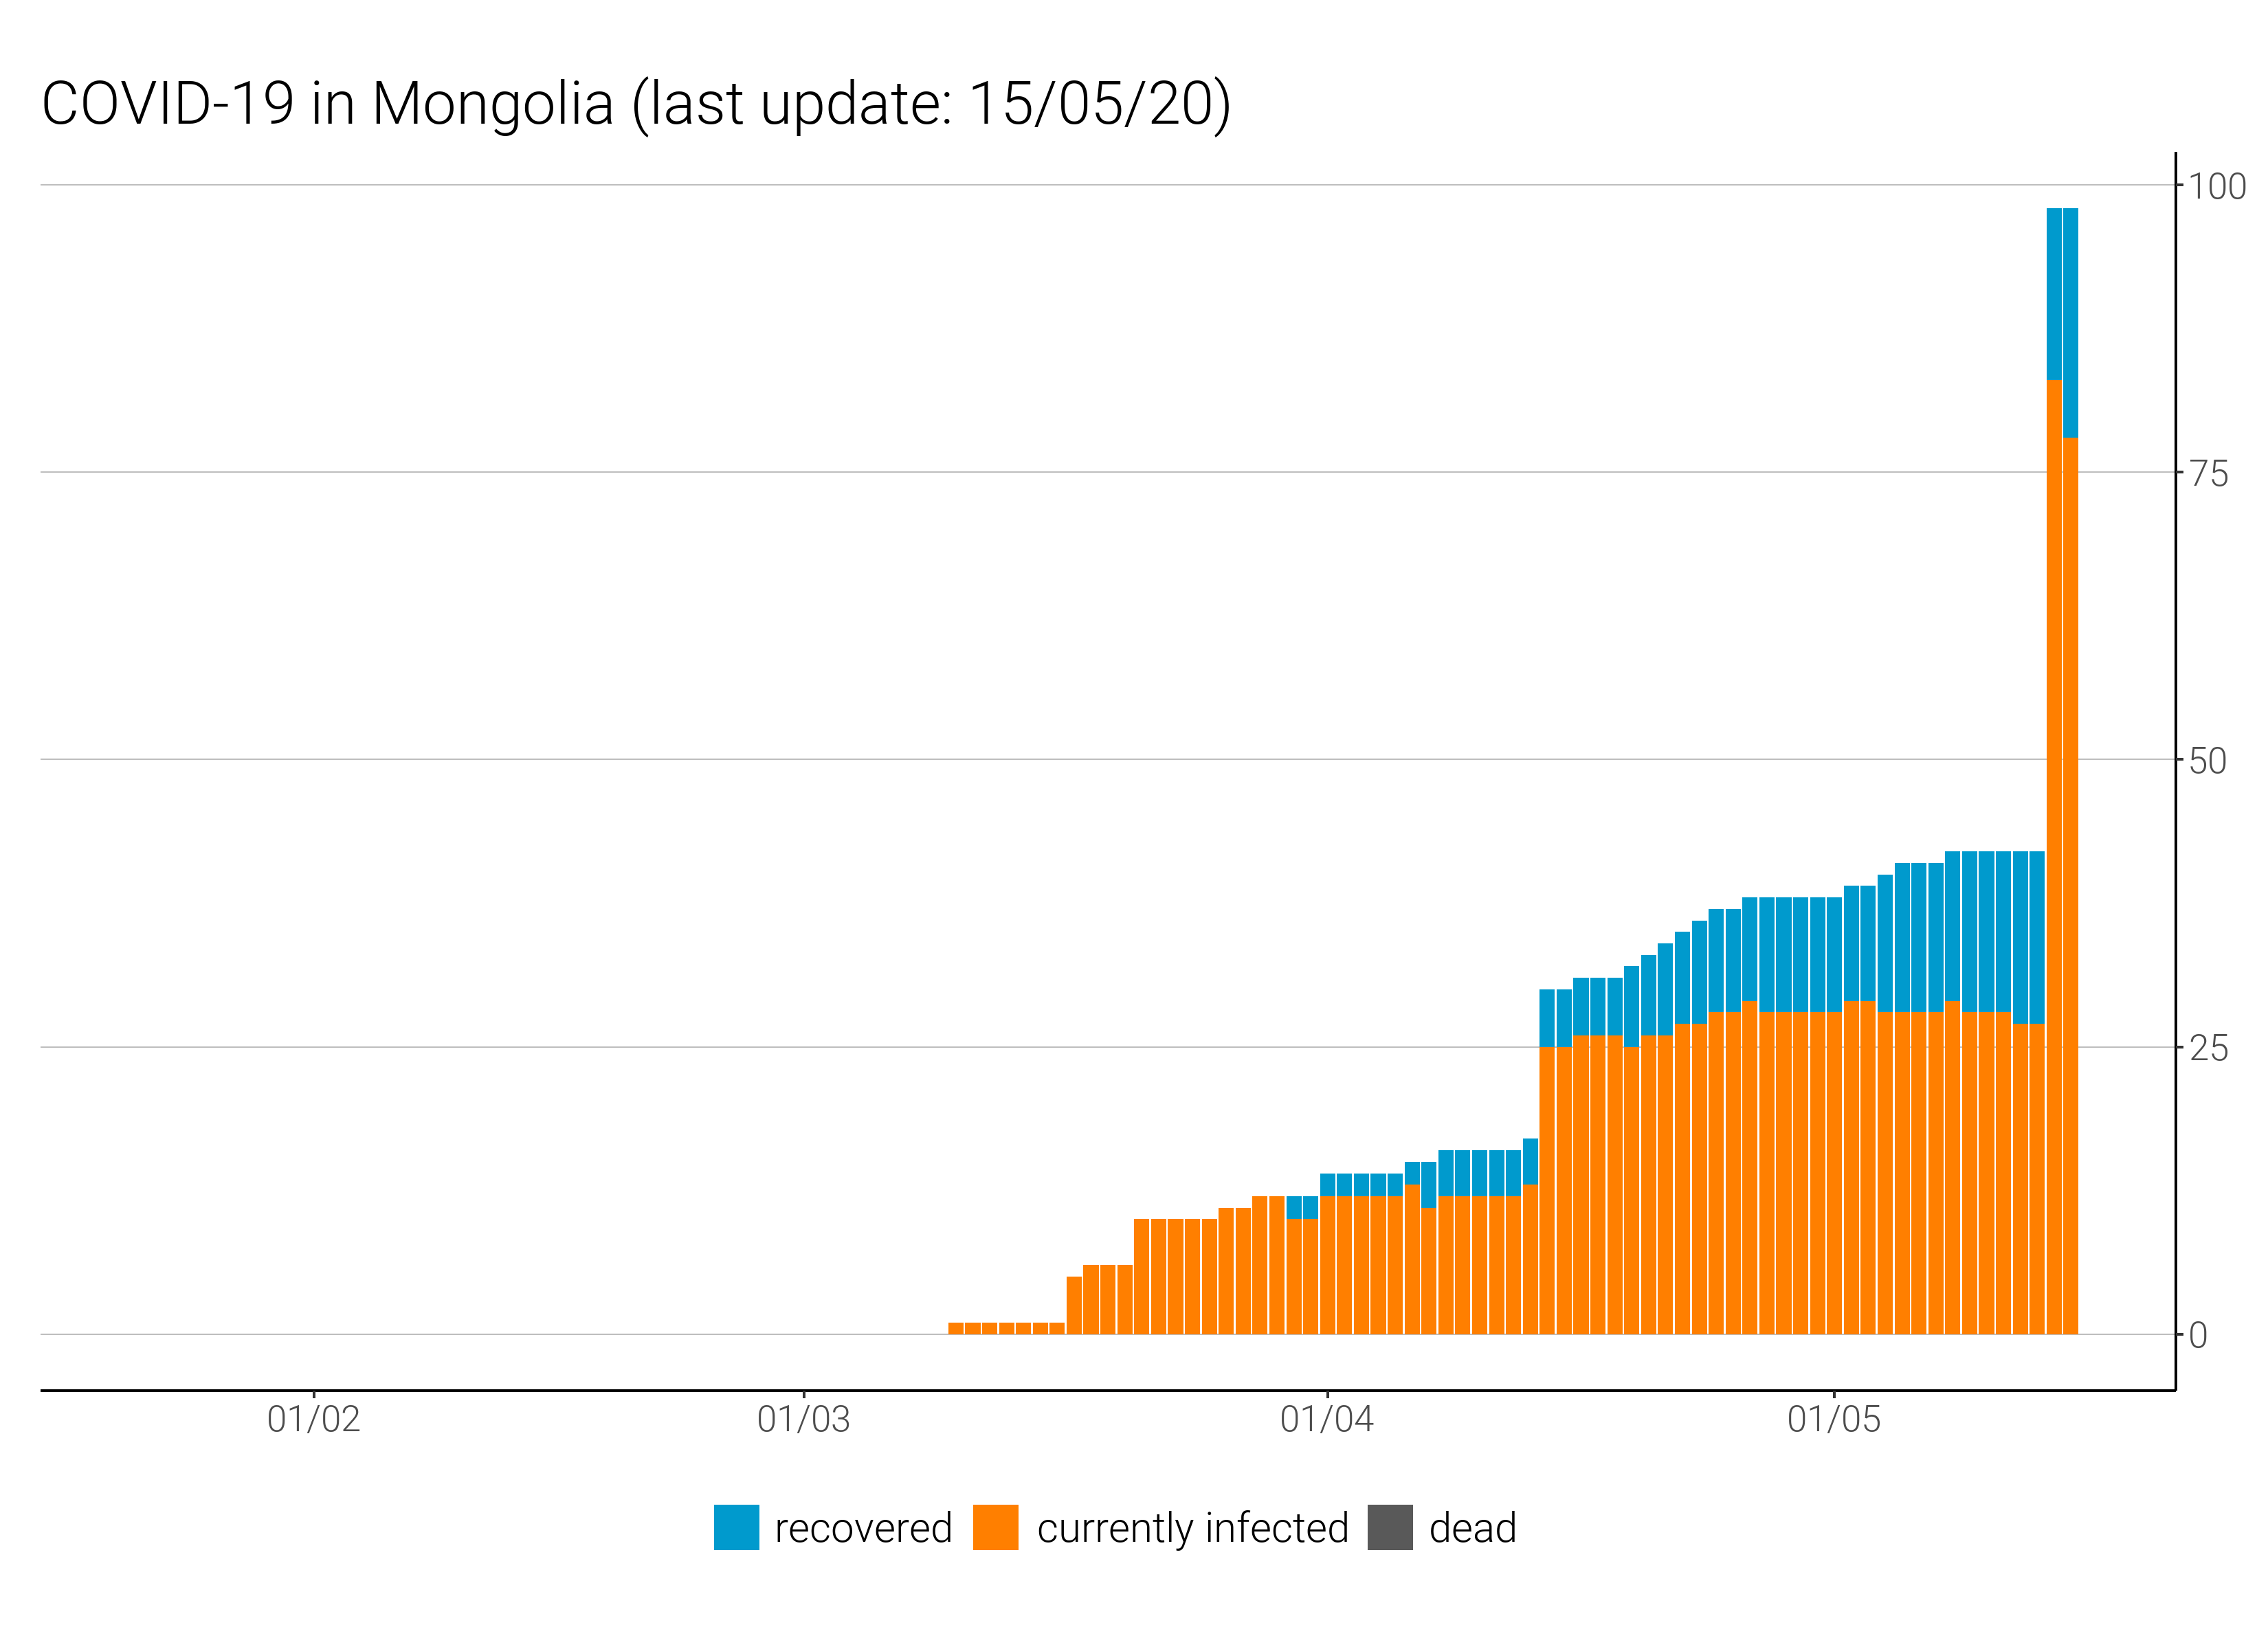 COVID-19 in Mongolia (last update: 15/05/20)
100
75
50
25
0
01/02 01/03 01/04 01/05
recovered currently infected dead